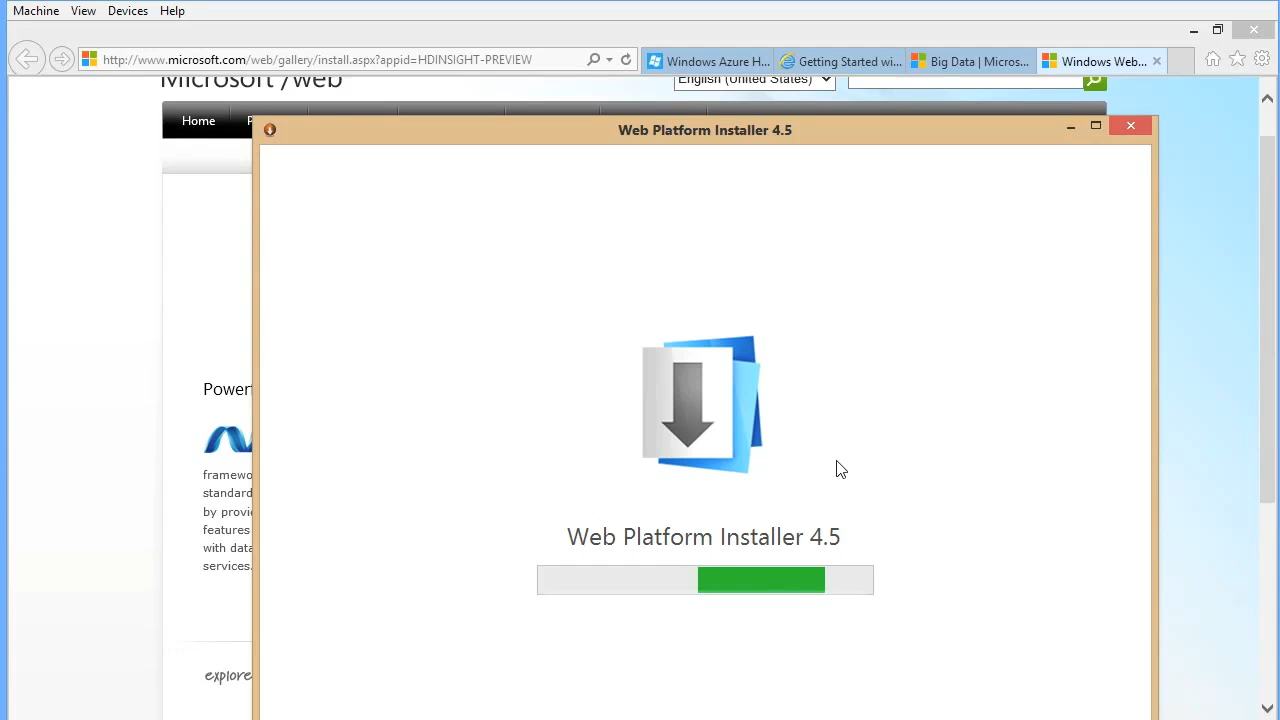 Machine View Devices Help
http://www.microsoft.com/web/gallery/install.aspx?appid=HDINSIGHT-PREVIEW
Windows Azure H...
Getting Started wi...
Big Data | Micros...
Windows Web...
Microsoft /web
English (United States)
Home P
Web Platform Installer 4.5
Power
Web Platform Installer 4.5
framewo
standard
by provi
features
with data
services.
explore